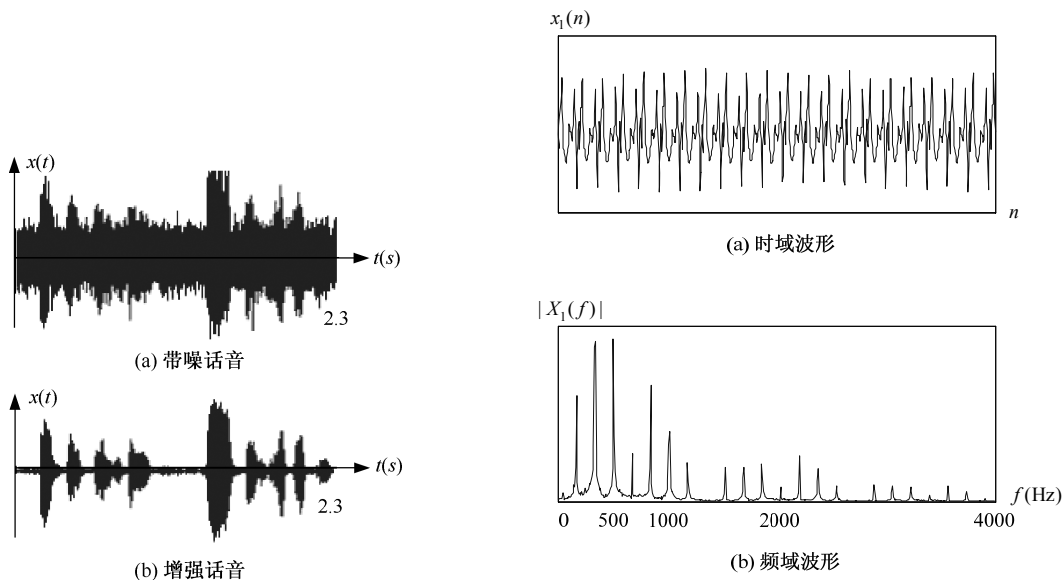 x(t)
t(s)
2.3
(a) 带噪话音
x(t)
t(s)
2.3
(b) 增强话音
x₁(n)
n
(a) 时域波形
| X₁(f) |
f(Hz)
0 500 1000 2000 4000
(b) 频域波形